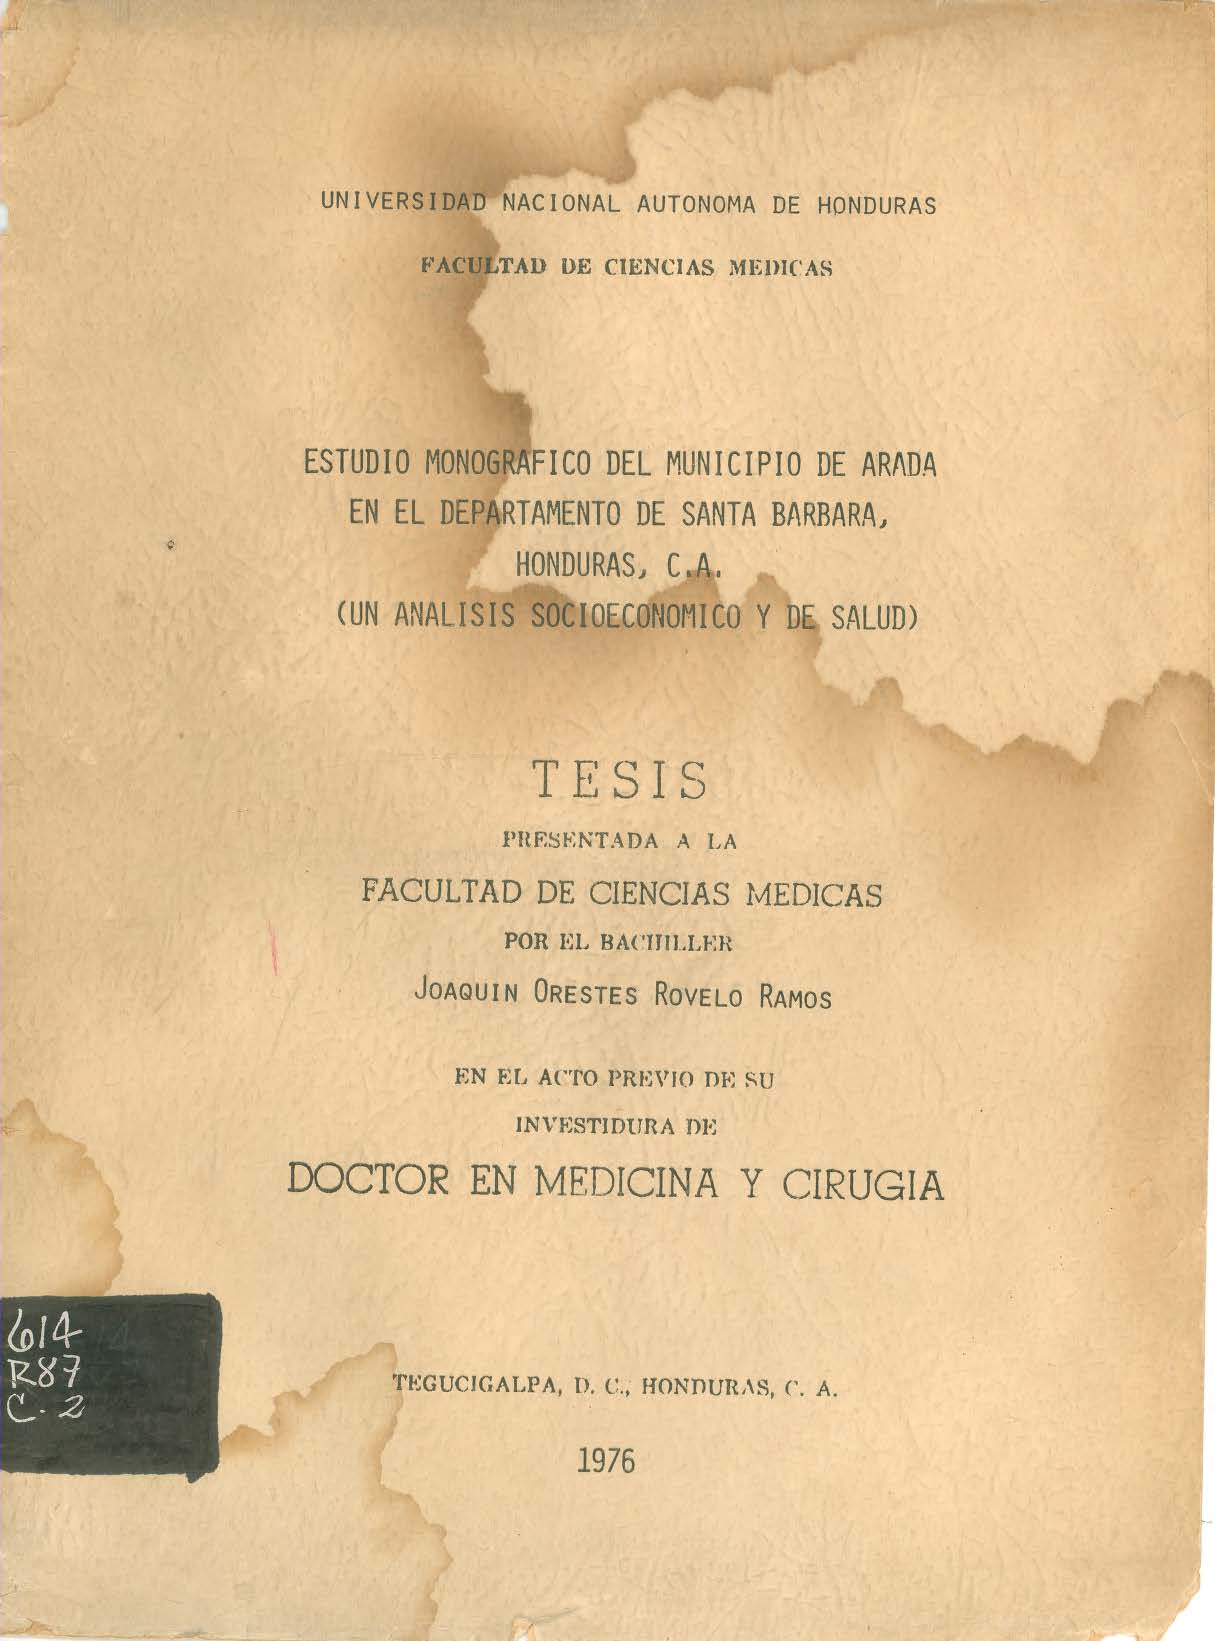 UNIVERSIDAD NACIONAL AUTONOMA DE HONDURAS
FACULTAD DE CIENCIAS MEDICAS
ESTUDIO MONOGRAFICO DEL MUNICIPIO DE ARADA
EN EL DEPARTAMENTO DE SANTA BARBARA,
HONDURAS, C.A.
(UN ANALISIS SOCIOECONOMICO Y DE SALUD)
TESIS
PRESENTADA A LA
FACULTAD DE CIENCIAS MEDICAS
POR EL BACHILLER
JOAQUIN ORESTES ROVELO RAMOS
EN EL ACTO PREVIO DE SU
INVESTIDURA DE
DOCTOR EN MEDICINA Y CIRUGIA
614
R87
C. 2
TEGUCIGALPA, D. C., HONDURAS, C. A.
1976